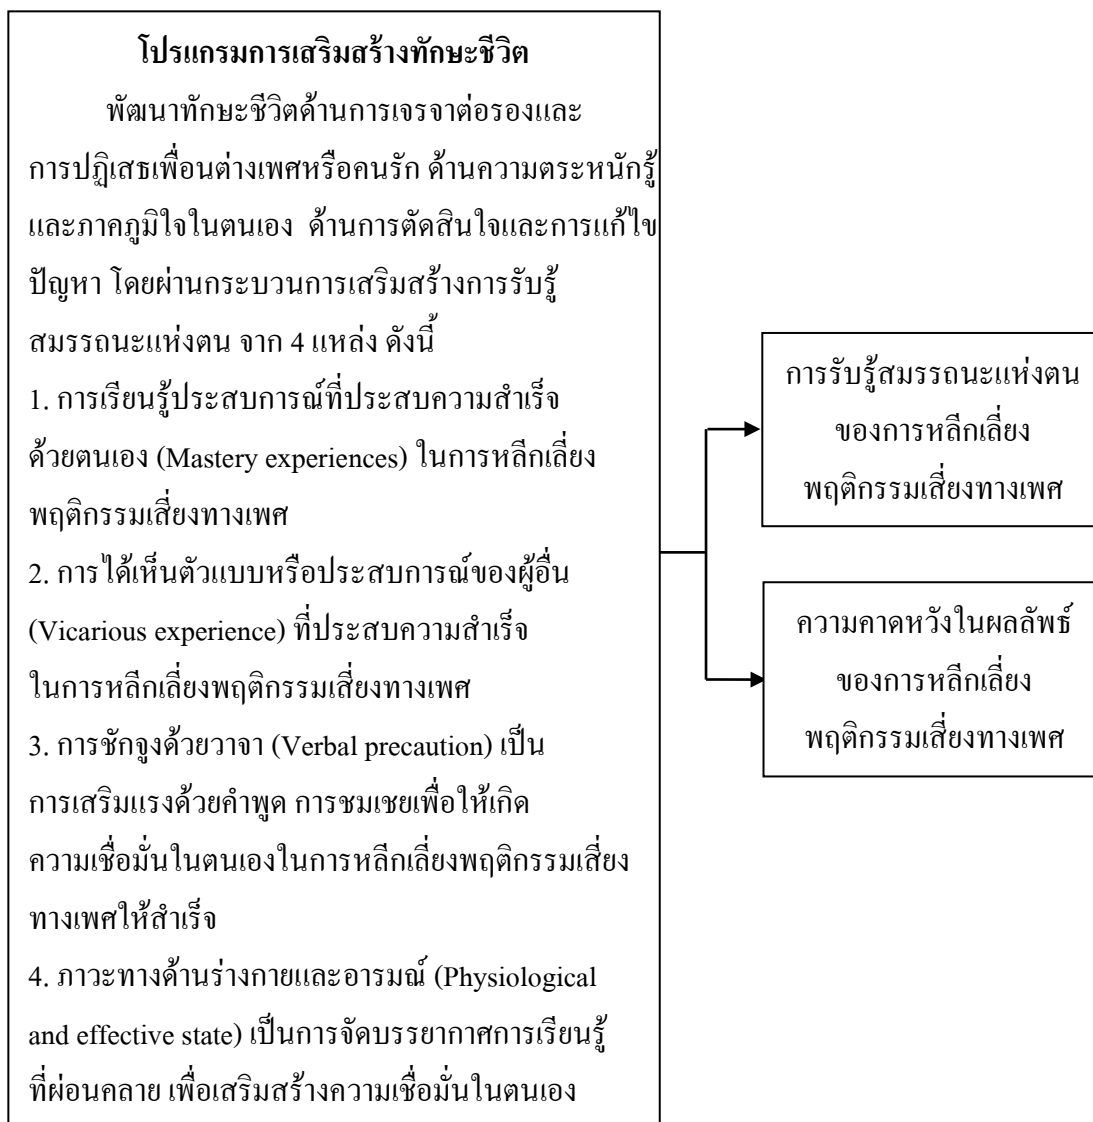 โปรแกรมการเสริมสร้างทักษะชีวิต
พัฒนาทักษะชีวิตด้านการเจรจาต่อรองและ
การปฏิเสธเพื่อนต่างเพศหรือคนรัก ด้านความตระหนักรู้
และภาคภูมิใจในตนเอง ด้านการตัดสินใจและการแก้ไข
ปัญหา โดยผ่านกระบวนการเสริมสร้างการรับรู้
สมรรถนะแห่งตน จาก 4 แหล่ง ดังนี้
1. การเรียนรู้ประสบการณ์ที่ประสบความสำเร็จ
ด้วยตนเอง (Mastery experiences) ในการหลีกเลี่ยง
พฤติกรรมเสี่ยงทางเพศ
2. การได้เห็นตัวแบบหรือประสบการณ์ของผู้อื่น
(Vicarious experience) ที่ประสบความสำเร็จ
ในการหลีกเลี่ยงพฤติกรรมเสี่ยงทางเพศ
3. การชักจูงด้วยวาจา (Verbal precaution) เป็น
การเสริมแรงด้วยคำพูด การชมเชยเพื่อให้เกิด
ความเชื่อมั่นในตนเองในการหลีกเลี่ยงพฤติกรรมเสี่ยง
ทางเพศให้สำเร็จ
4. ภาวะทางด้านร่างกายและอารมณ์ (Physiological
and effective state) เป็นการจัดบรรยากาศการเรียนรู้
ที่ผ่อนคลาย เพื่อเสริมสร้างความเชื่อมั่นในตนเอง
การรับรู้สมรรถนะแห่งตน
ของการหลีกเลี่ยง
พฤติกรรมเสี่ยงทางเพศ
ความคาดหวังในผลลัพธ์
ของการหลีกเลี่ยง
พฤติกรรมเสี่ยงทางเพศ